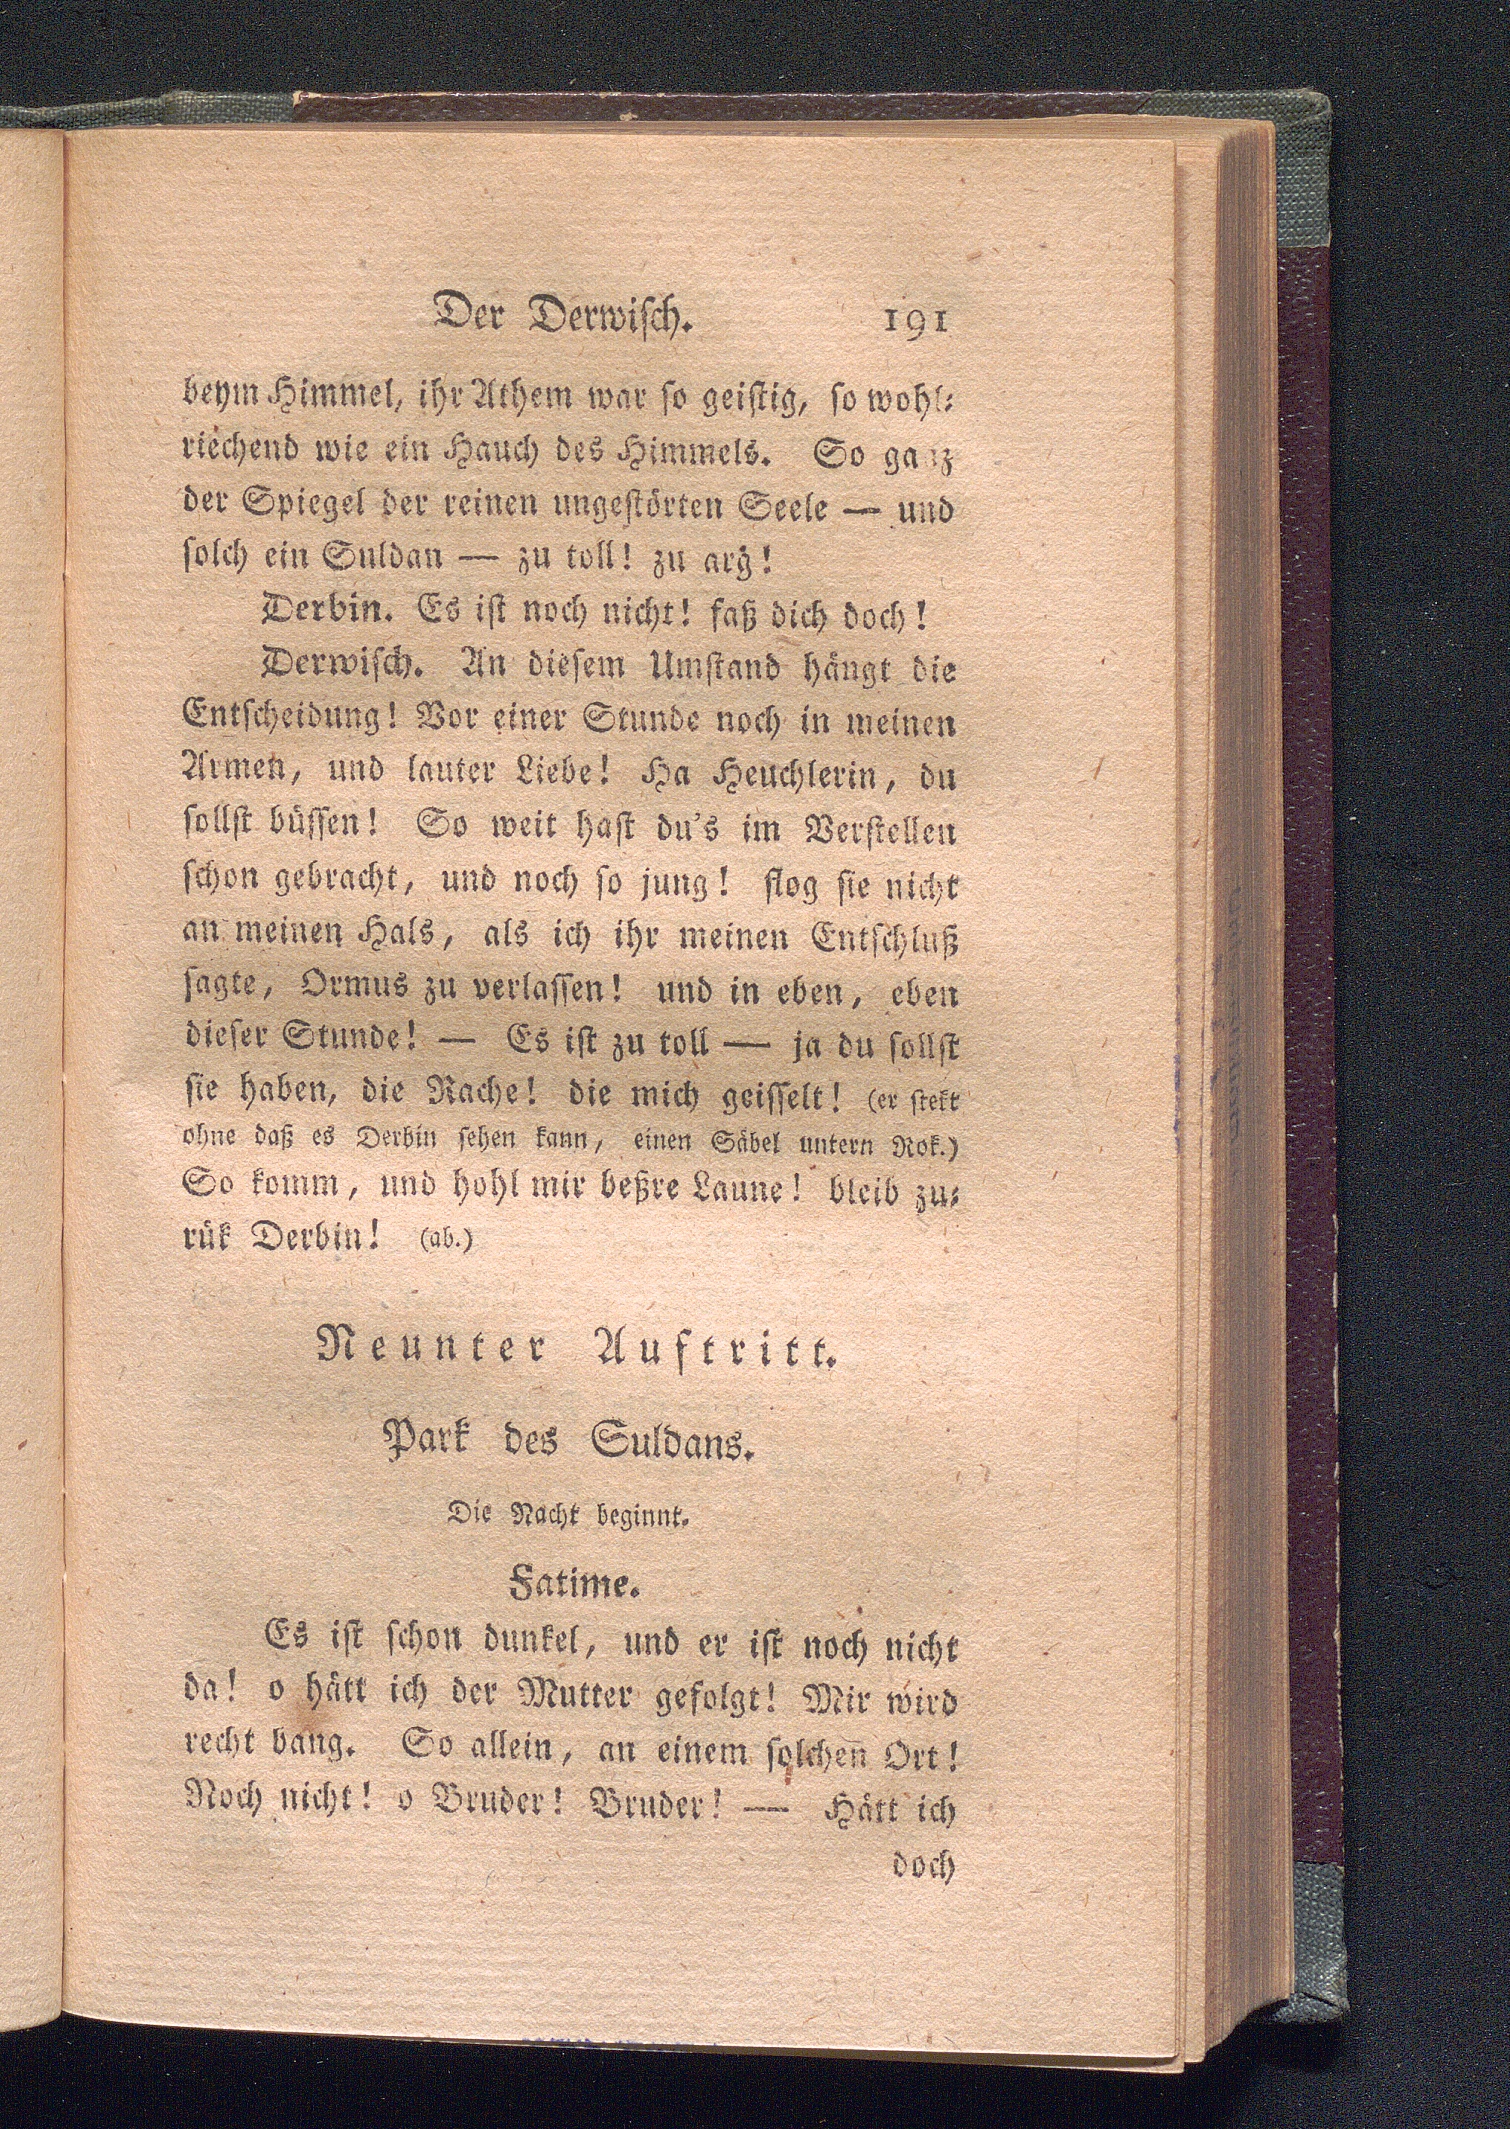 Der Derwiſch. 191
beym Himmel, ihr Athem war ſo geiſtig, ſo wohl⸗
riechend wie ein Hauch des Himmels. So ganz
der Spiegel der reinen ungeſtörten Seele — und
ſolch ein Suldan — zu toll! zu arg!
Derbin. Es iſt noch nicht! faß dich doch!
Derwiſch. An dieſem Umſtand hängt die
Entſcheidung! Vor einer Stunde noch in meinen
Armen, und lauter Liebe! Ha Heuchlerin, du
ſollſt büſſen! So weit haſt du's im Verſtellen
ſchon gebracht, und noch ſo jung! flog ſie nicht
an meinen Hals, als ich ihr meinen Entſchluß
ſagte, Ormus zu verlaſſen! und in eben, eben
dieſer Stunde! — Es iſt zu toll — ja du ſollſt
ſie haben, die Rache! die mich geiſſelt! (er ſtekt
ohne daß es Derbin ſehen kann, einen Säbel untern Rok.)
So komm, und hohl mir beßre Laune! bleib zu⸗
rük Derbin! (ab.)
Neunter Auftritt.
Park des Suldans.
Die Nacht beginnt.
Fatime.
Es iſt ſchon dunkel, und er iſt noch nicht
da! o hätt ich der Mutter gefolgt! Mir wird
recht bang. So allein, an einem ſolchen Ort!
Noch nicht! o Bruder! Bruder! — Hätt ich
doch